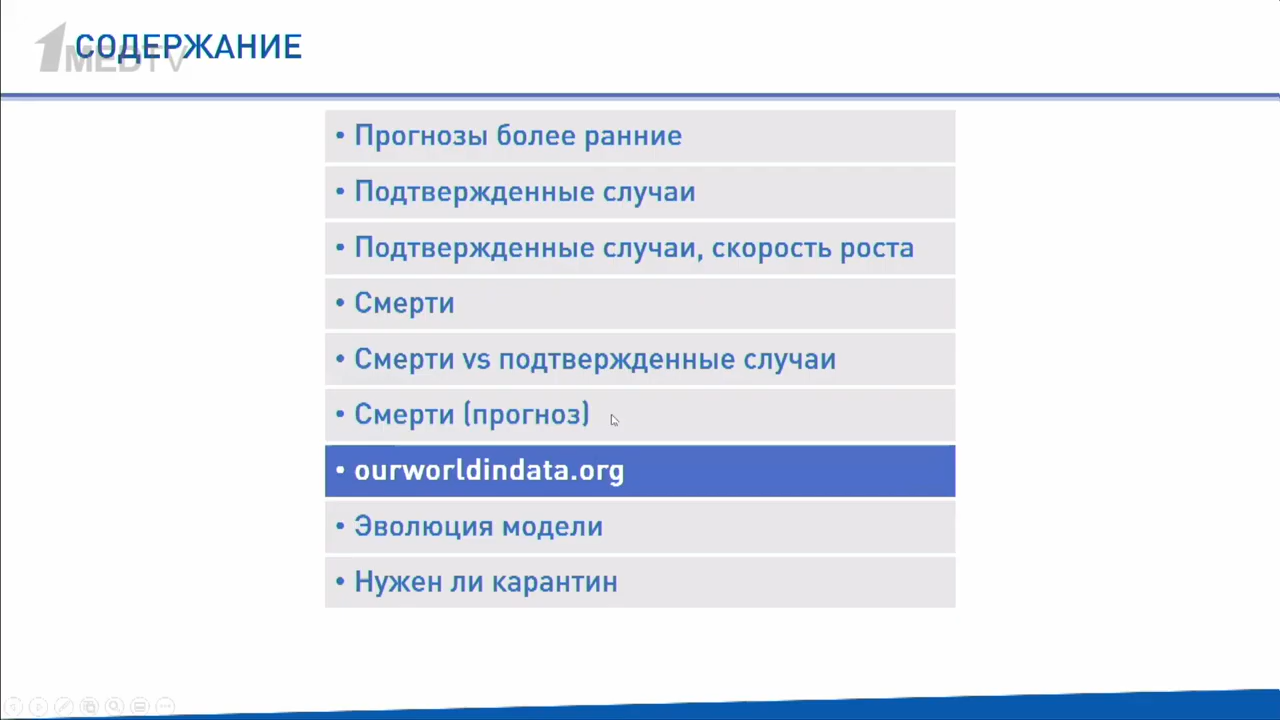 СОДЕРЖАНИЕ
1MEDTV
• Прогнозы более ранние
• Подтвержденные случаи
• Подтвержденные случаи, скорость роста
• Смерти
• Смерти vs подтвержденные случаи
• Смерти (прогноз)
• ourworldindata.org
• Эволюция модели
• Нужен ли карантин